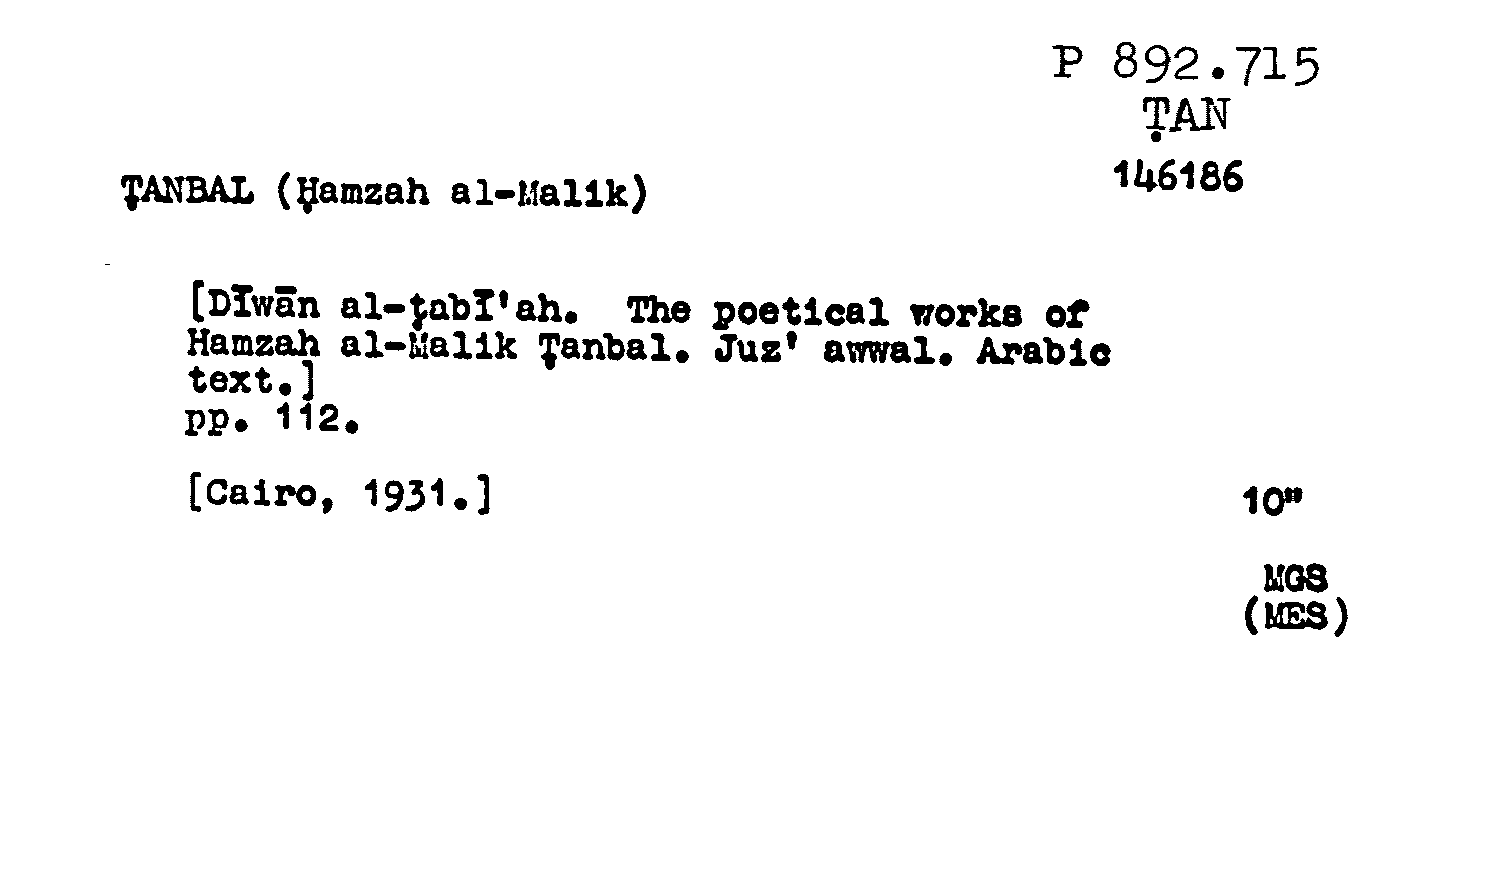 P 892.715
ṬAN
146186
ṬANBAL (Ḥamzah al-Malik)
[Dīwān al-ṭabī'ah. The poetical works of
Hamzah al-Malik Ṭanbal. Juz' awwal. Arabic
text.]
pp. 112.
[Cairo, 1931.]
10"
MGS
(MES)